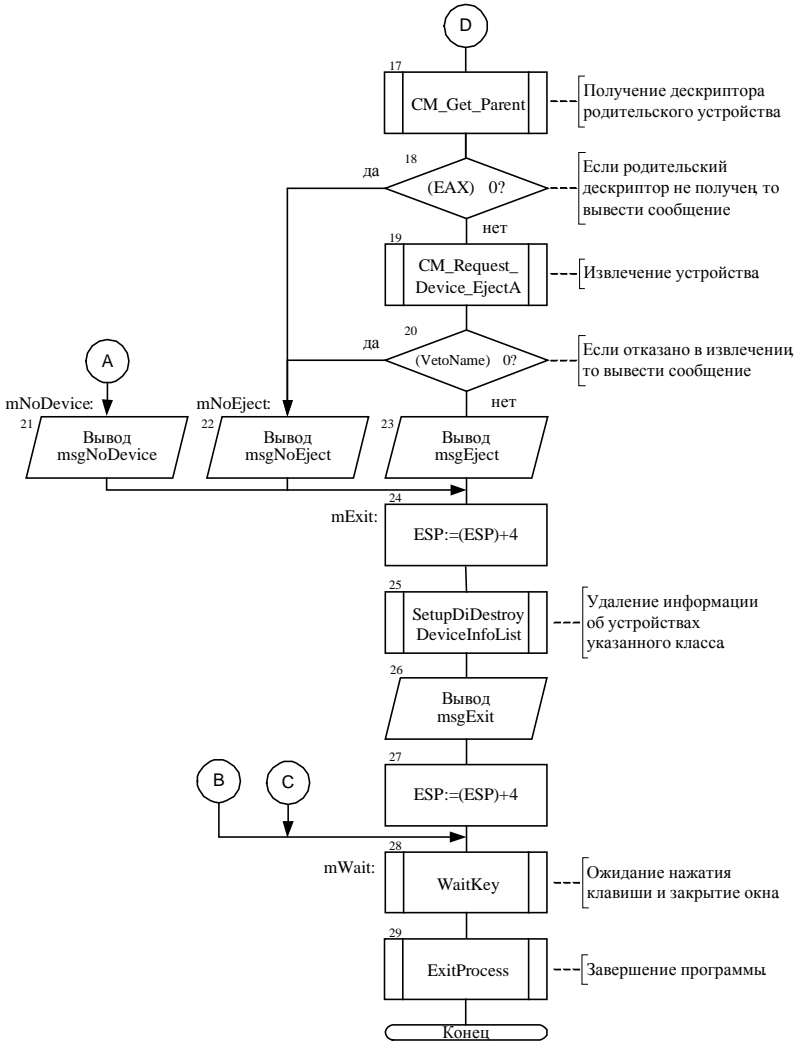 D
17
CM_Get_Parent
Получение дескриптора
родительского устройства
18
да
(EAX) 0?
Если родительский
дескриптор не получен, то
вывести сообщение
нет
19
CM_Request_
Device_EjectA
Извлечение устройства
20
да
(VetoName) 0?
Если отказано в извлечении,
то вывести сообщение
нет
A
mNoDevice:
21
Вывод
msgNoDevice
mNoEject:
22
Вывод
msgNoEject
23
Вывод
msgEject
24
mExit:
ESP:=(ESP)+4
25
SetupDiDestroy
DeviceInfoList
Удаление информации
об устройствах
указанного класса
26
Вывод
msgExit
27
ESP:=(ESP)+4
B
C
28
mWait:
WaitKey
Ожидание нажатия
клавиши и закрытие окна
29
ExitProcess
Завершение программы
Конец